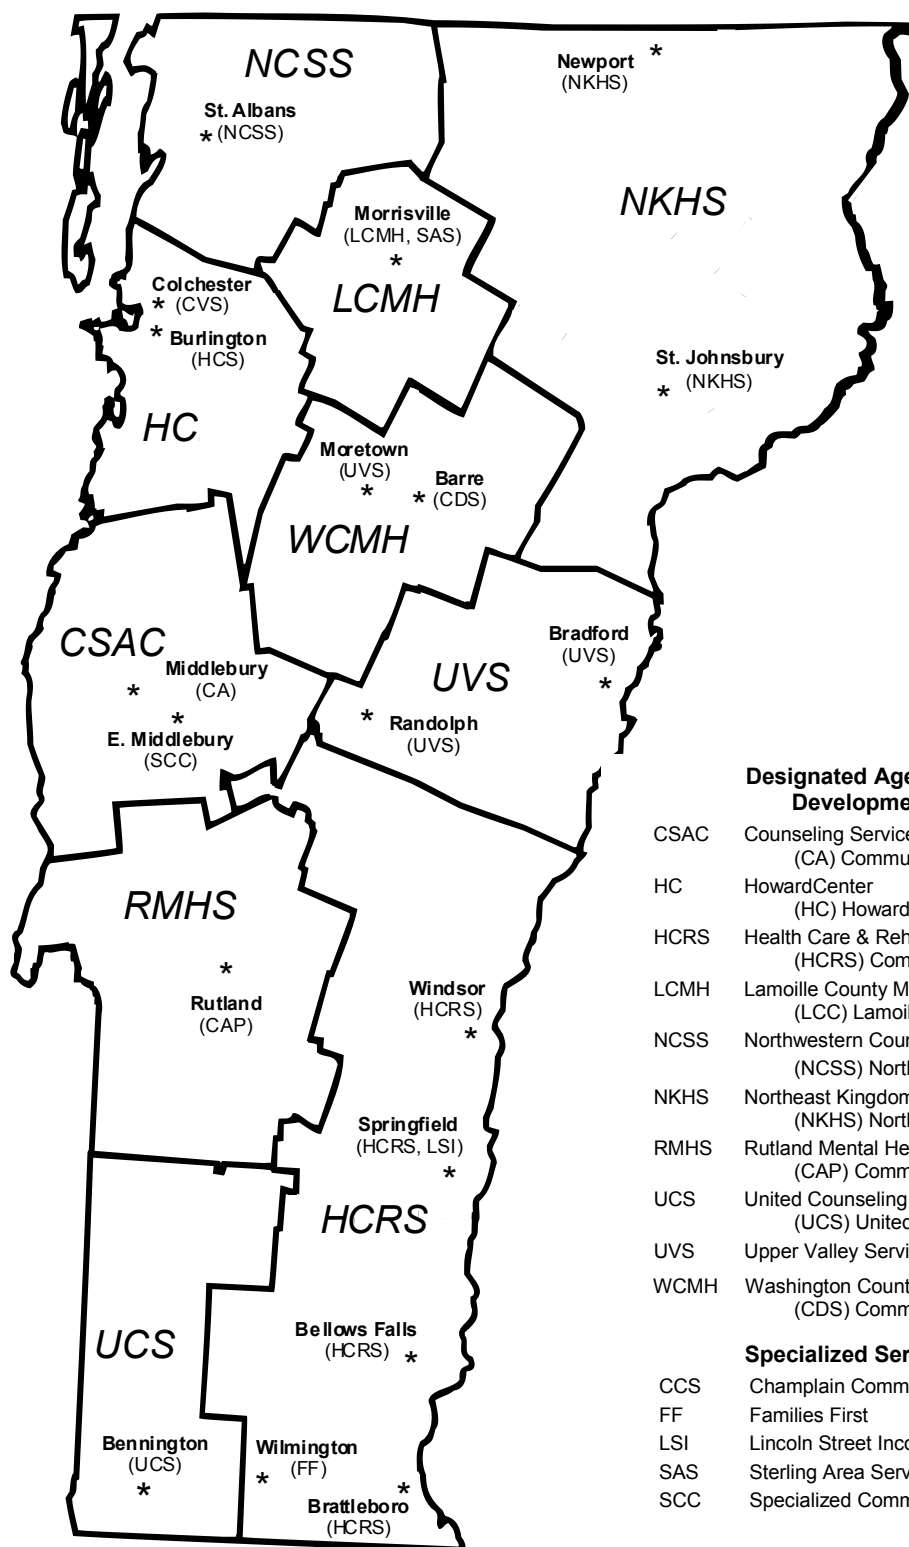 NCSS
Newport
(NKHS)
St. Albans
(NCSS)
NKHS
Morrisville
(LCMH, SAS)
Colchester
(CVS)
LCMH
Burlington
(HCS)
St. Johnsbury
(NKHS)
HC
Moretown
(UVS)
Barre
(CDS)
WCMH
CSAC
Bradford
(UVS)
Middlebury
(CA)
UVS
Randolph
(UVS)
E. Middlebury
(SCC)
RMHS
Rutland
(CAP)
Windsor
(HCRS)
Springfield
(HCRS, LSI)
HCRS
UCS
Bellows Falls
(HCRS)
Bennington
(UCS)
Wilmington
(FF)
Brattleboro
(HCRS)
Designated Age
Developme
CSAC Counseling Service
(CA) Commu
HC HowardCenter
(HC) Howard
HCRS Health Care & Reh
(HCRS) Com
LCMH Lamoille County M
(LCC) Lamoil
NCSS Northwestern Coun
(NCSS) North
NKHS Northeast Kingdom
(NKHS) North
RMHS Rutland Mental He
(CAP) Comm
UCS United Counseling
(UCS) United
UVS Upper Valley Servi
WCMH Washington Count
(CDS) Comm
Specialized Ser
CCS Champlain Comm
FF Families First
LSI Lincoln Street Inco
SAS Sterling Area Serv
SCC Specialized Comm